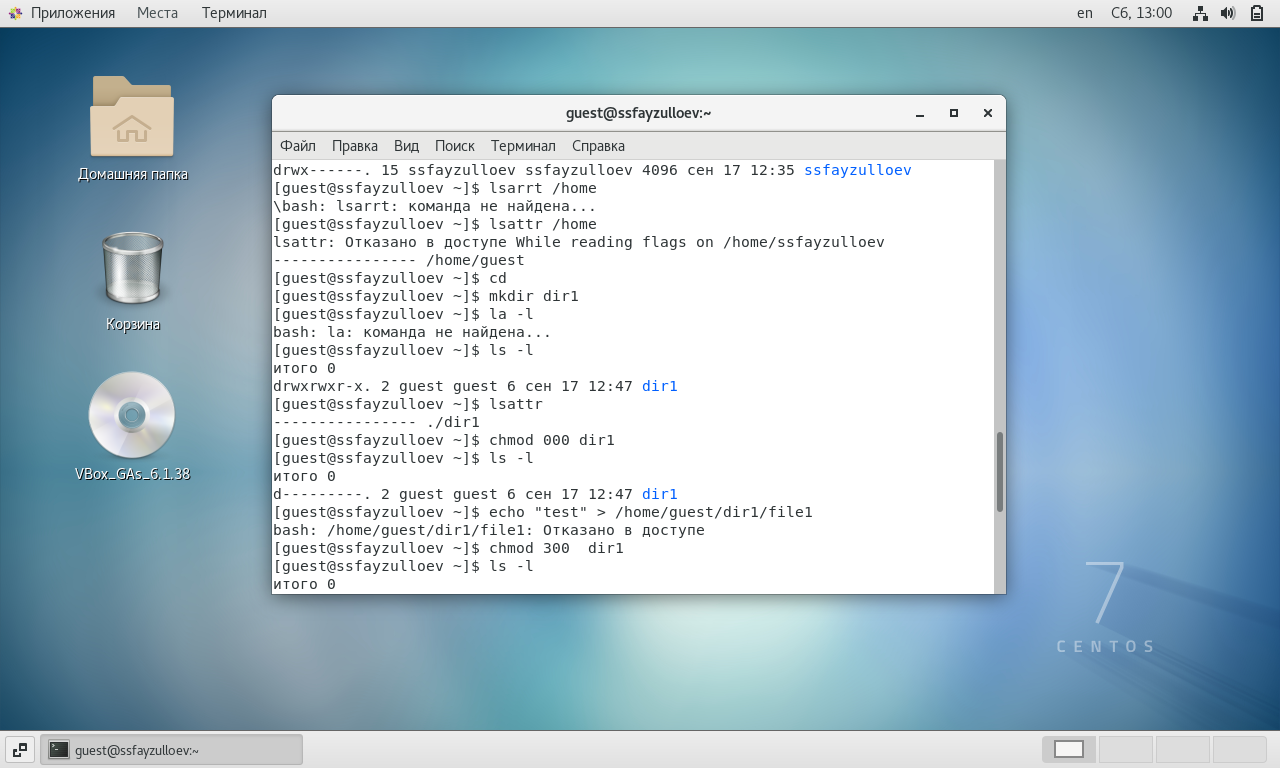 Приложения Места Терминал en Сб, 13:00
Домашняя папка
Корзина
VBox_GAs_6.1.38
guest@ssfayzulloev:~
Файл Правка Вид Поиск Терминал Справка
drwx------. 15 ssfayzulloev ssfayzulloev 4096 сен 17 12:35 ssfayzulloev
[guest@ssfayzulloev ~]$ lsarrt /home
\bash: lsarrt: команда не найдена...
[guest@ssfayzulloev ~]$ lsattr /home
lsattr: Отказано в доступе While reading flags on /home/ssfayzulloev
---------------- /home/guest
[guest@ssfayzulloev ~]$ cd
[guest@ssfayzulloev ~]$ mkdir dir1
[guest@ssfayzulloev ~]$ la -l
bash: la: команда не найдена...
[guest@ssfayzulloev ~]$ ls -l
итого 0
drwxrwxr-x. 2 guest guest 6 сен 17 12:47 dir1
[guest@ssfayzulloev ~]$ lsattr
---------------- ./dir1
[guest@ssfayzulloev ~]$ chmod 000 dir1
[guest@ssfayzulloev ~]$ ls -l
итого 0
d---------. 2 guest guest 6 сен 17 12:47 dir1
[guest@ssfayzulloev ~]$ echo "test" > /home/guest/dir1/file1
bash: /home/guest/dir1/file1: Отказано в доступе
[guest@ssfayzulloev ~]$ chmod 300  dir1
[guest@ssfayzulloev ~]$ ls -l
итого 0
7
CENTOS
guest@ssfayzulloev:~